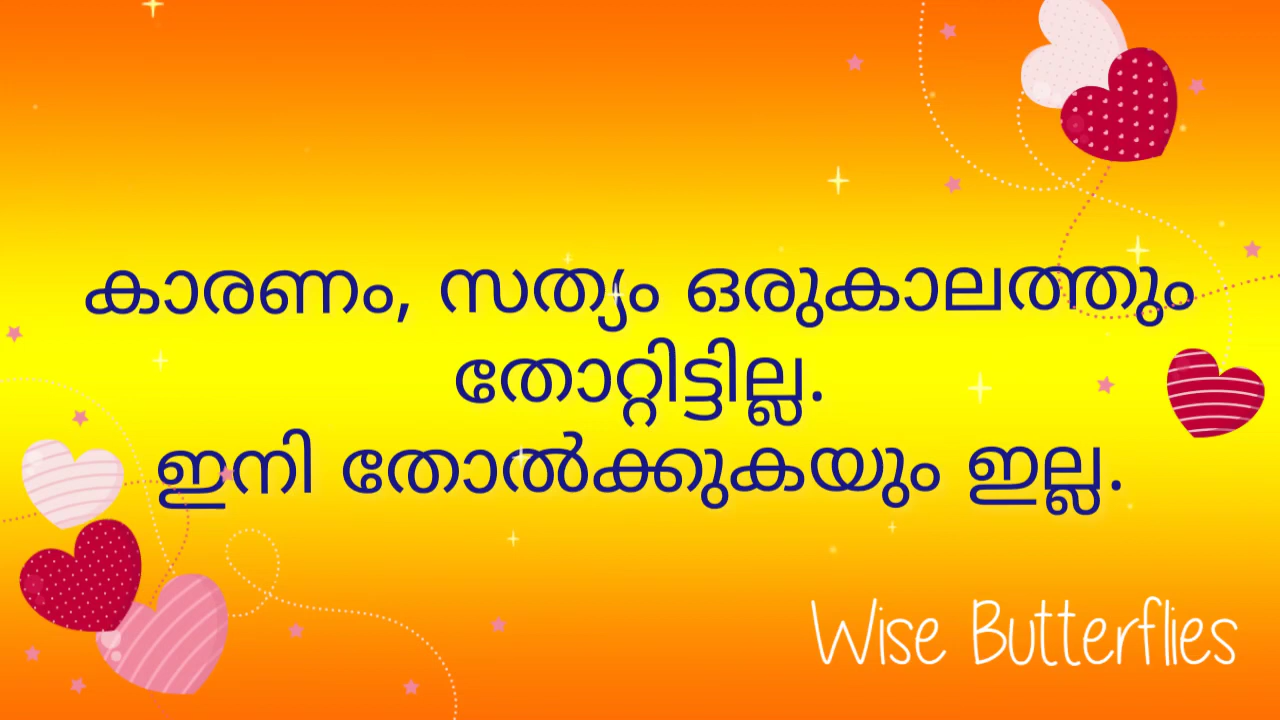 കാരണം, സത്യം ഒരുകാലത്തും
തോറ്റിട്ടില്ല.
ഇനി തോൽക്കുകയും ഇല്ല.
Wise Butterflies